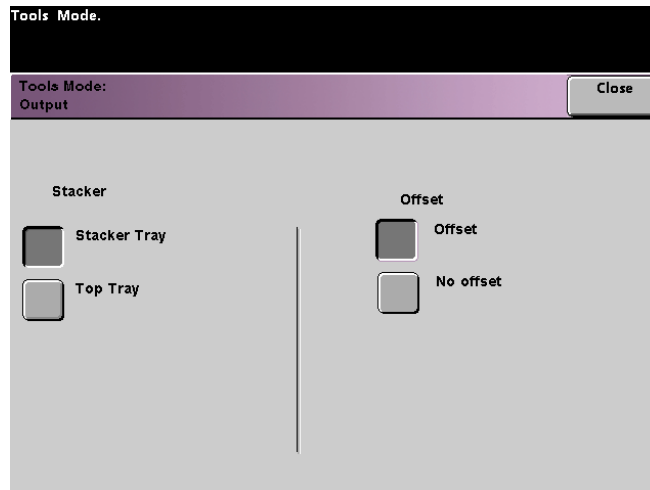 Tools Mode.
Tools Mode:
Output
Close
Stacker
Stacker Tray
Top Tray
Offset
Offset
No offset